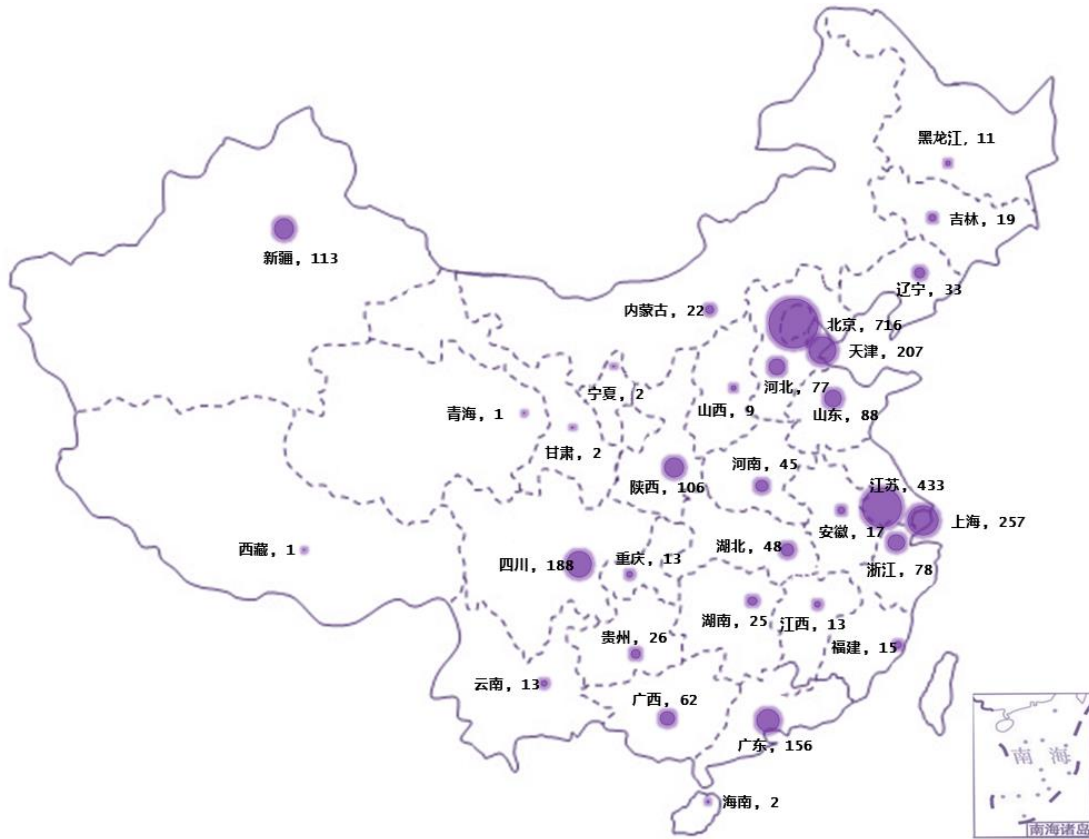 黑龙江，11
吉林，19
新疆，113
辽宁，33
内蒙古，22
北京，716
天津，207
河北，77
宁夏，2
山西，9
山东，88
青海，1
甘肃，2
河南，45
陕西，106
江苏，433
上海，257
安徽，17
西藏，1
四川，188
重庆，13
湖北，48
浙江，78
湖南，25
江西，13
贵州，26
福建，15
云南，13
广西，62
广东，156
南海
海南，2
南海诸岛